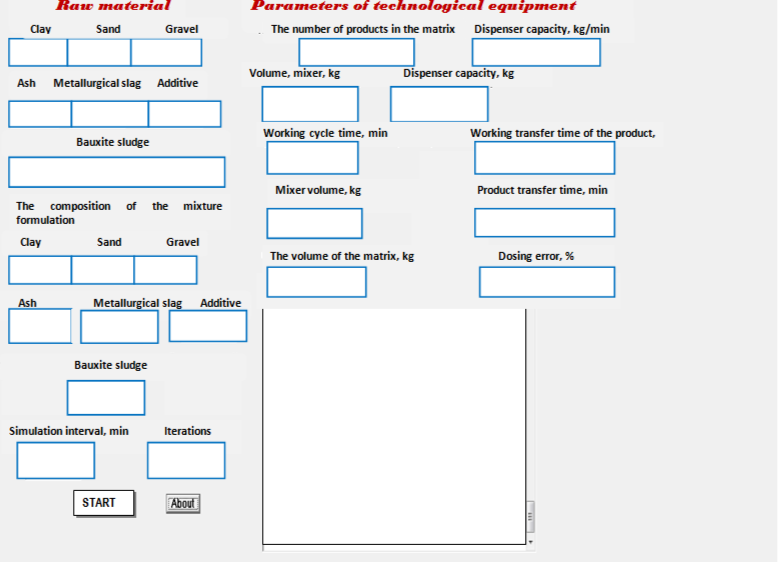 Raw material
Parameters of technological equipment
Clay Sand Gravel
The number of products in the matrix Dispenser capacity, kg/min
Volume, mixer, kg Dispenser capacity, kg
Ash Metallurgical slag Additive
Working cycle time, min Working transfer time of the product,
Bauxite sludge
Mixer volume, kg Product transfer time, min
The composition of the mixture
formulation
Clay Sand Gravel
The volume of the matrix, kg Dosing error, %
Ash Metallurgical slag Additive
Bauxite sludge
Simulation interval, min Iterations
START About